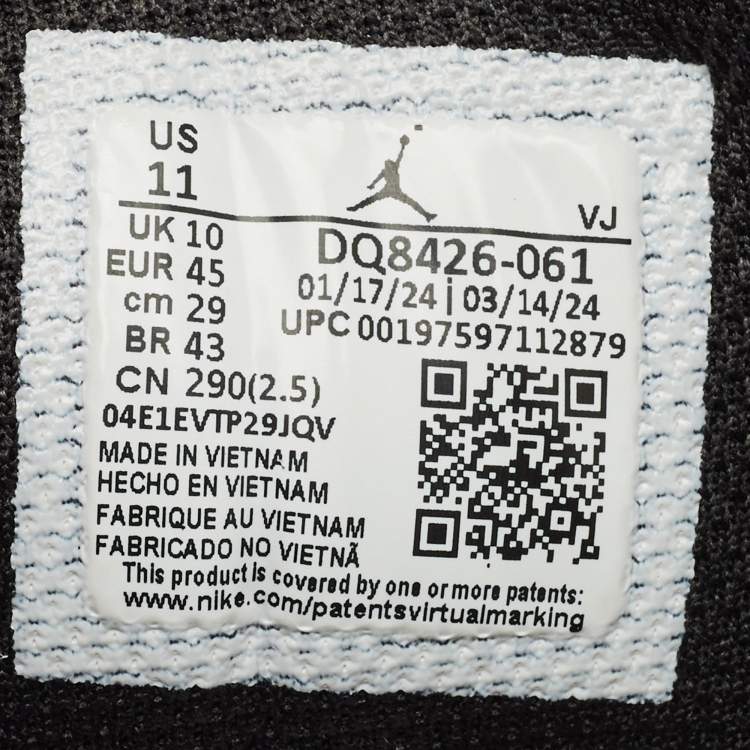 US
11
VJ
UK 10
EUR 45
cm 29
BR 43
CN 290(2.5)
DQ8426-061
01/17/24 | 03/14/24
UPC 00197597112879
04E1EVTP29JQV
MADE IN VIETNAM
HECHO EN VIETNAM
FABRIQUE AU VIETNAM
FABRICADO NO VIETNÃ
This product is covered by one or more patents:
www.nike.com/patentsvirtualmarking